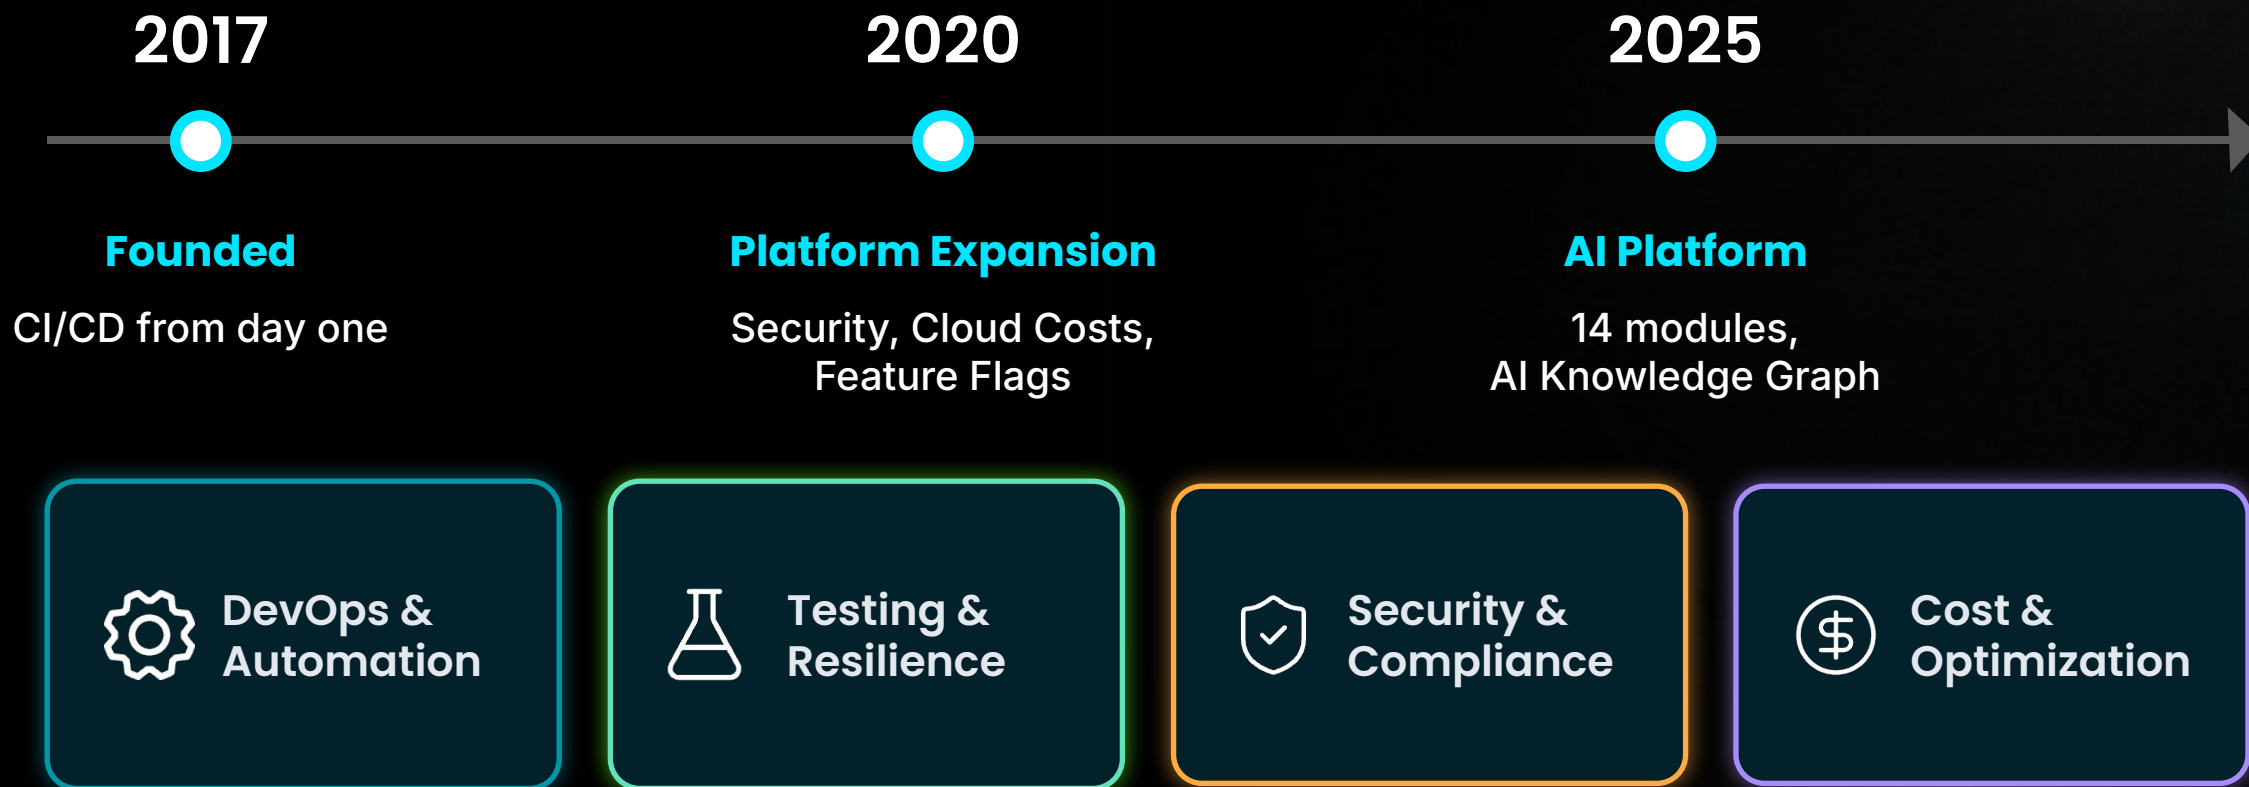 2017
2020
2025
Founded
CI/CD from day one
Platform Expansion
Security, Cloud Costs,
Feature Flags
AI Platform
14 modules,
AI Knowledge Graph
DevOps &
Automation
Testing &
Resilience
Security &
Compliance
Cost &
Optimization